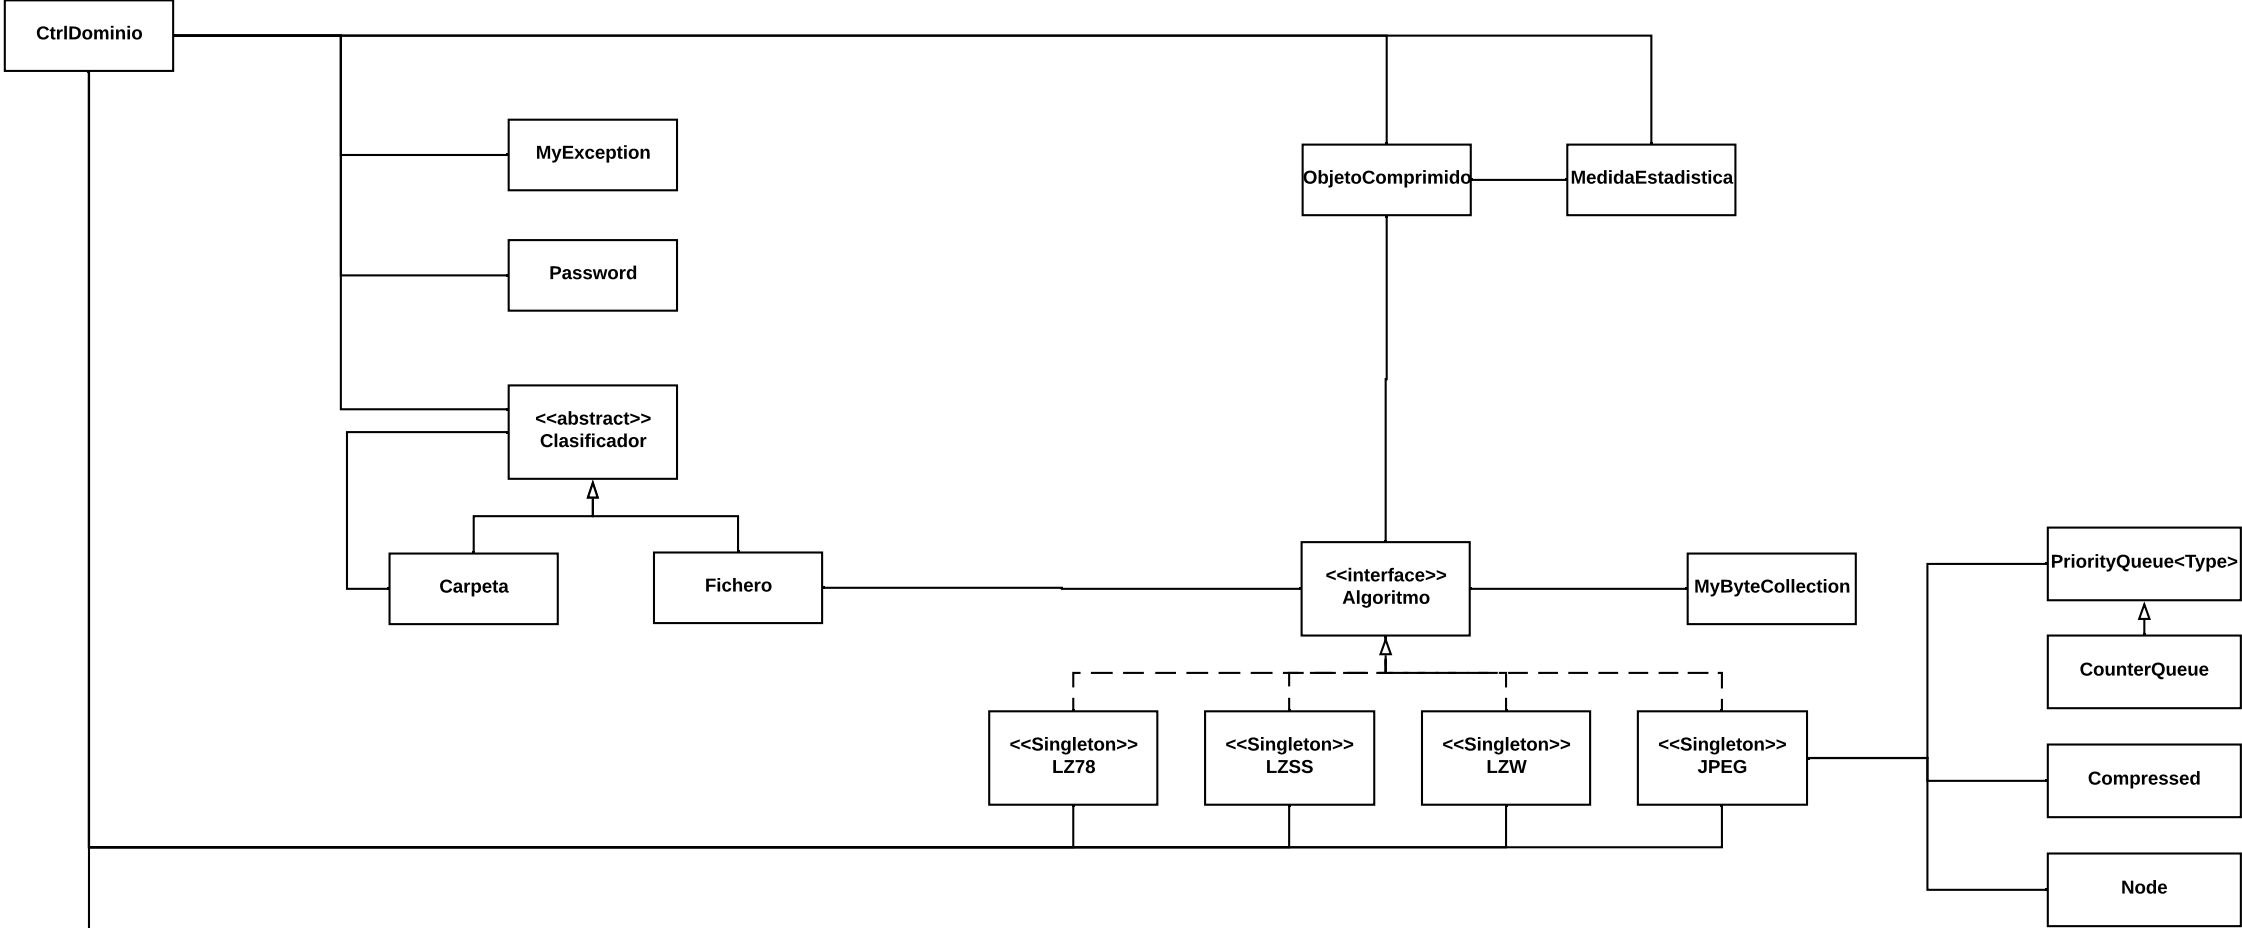 CtrlDominio
MyException
ObjetoComprimido
MedidaEstadistica
Password
<<abstract>>
Clasificador
Carpeta
Fichero
<<interface>>
Algoritmo
MyByteCollection
PriorityQueue<Type>
CounterQueue
<<Singleton>>
LZ78
<<Singleton>>
LZSS
<<Singleton>>
LZW
<<Singleton>>
JPEG
Compressed
Node